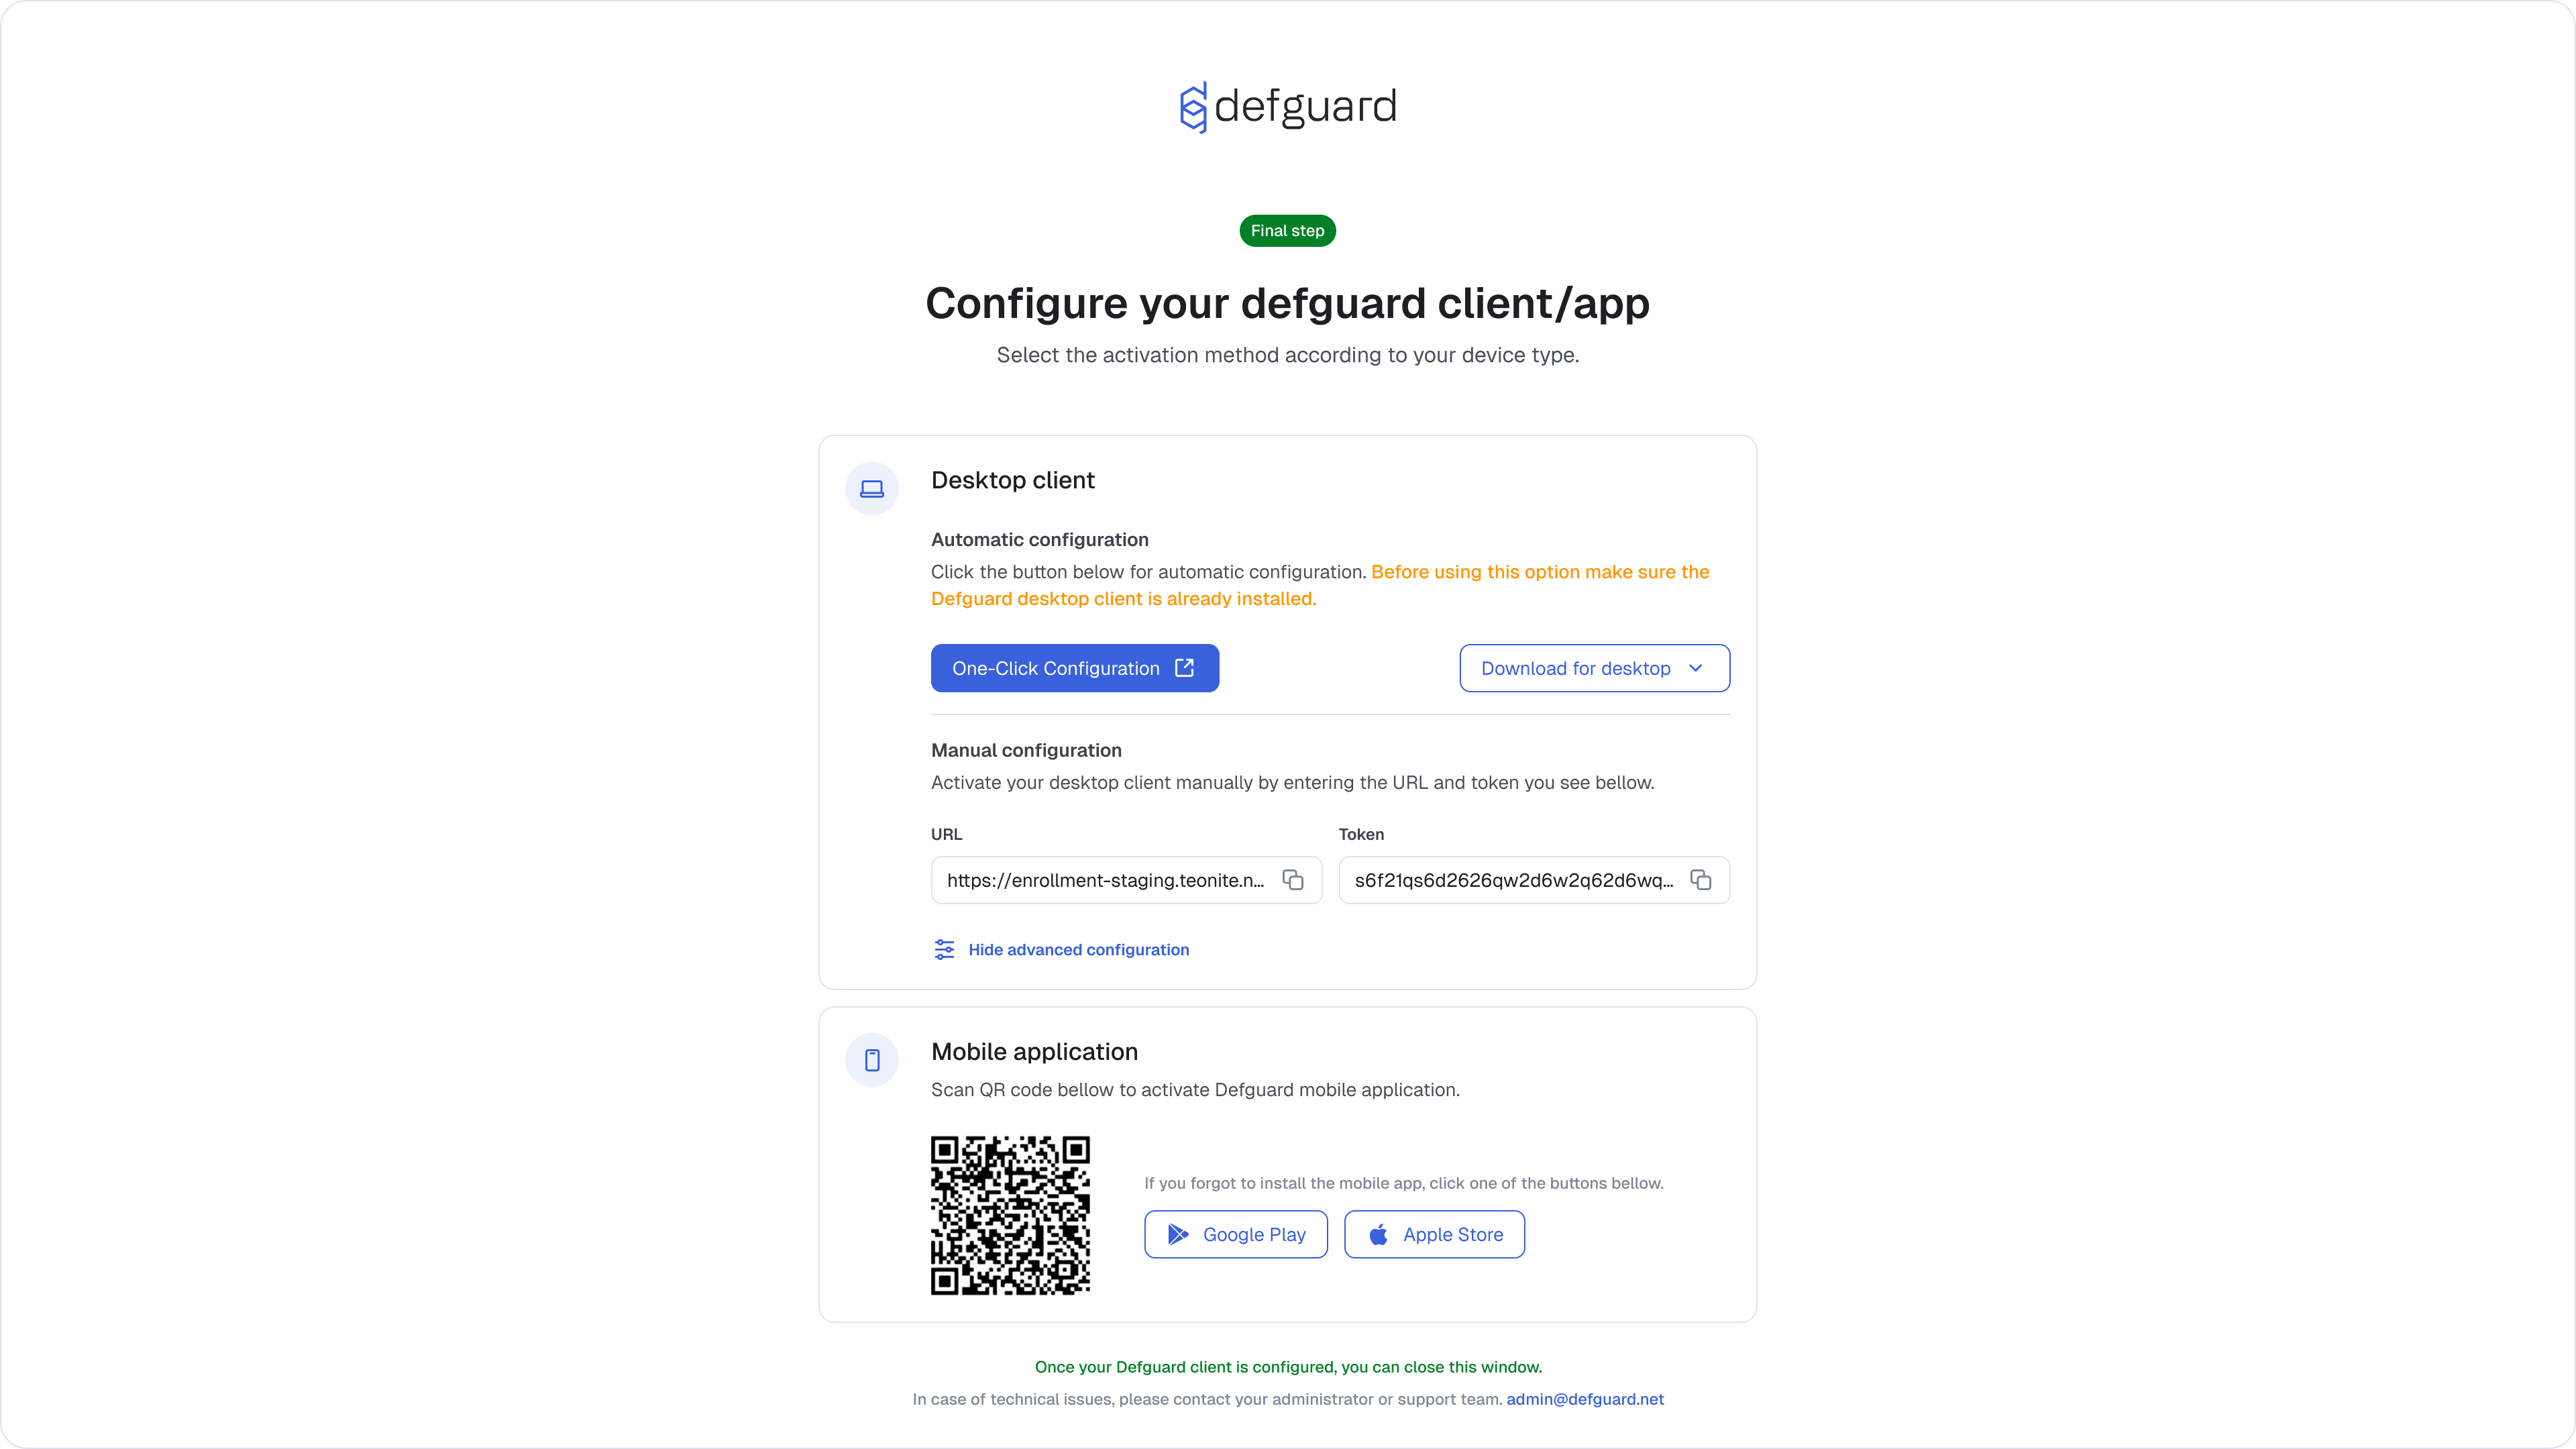 defguard
Final step
Configure your defguard client/app
Select the activation method according to your device type.
Desktop client
Automatic configuration
Click the button below for automatic configuration. Before using this option make sure the
Defguard desktop client is already installed.
One-Click Configuration
Download for desktop
Manual configuration
Activate your desktop client manually by entering the URL and token you see bellow.
URL
Token
https://enrollment-staging.teonite.n...
s6f21qs6d2626qw2d6w2q62d6wq...
Hide advanced configuration
Mobile application
Scan QR code bellow to activate Defguard mobile application.
If you forgot to install the mobile app, click one of the buttons bellow.
Google Play
Apple Store
Once your Defguard client is configured, you can close this window.
In case of technical issues, please contact your administrator or support team. admin@defguard.net